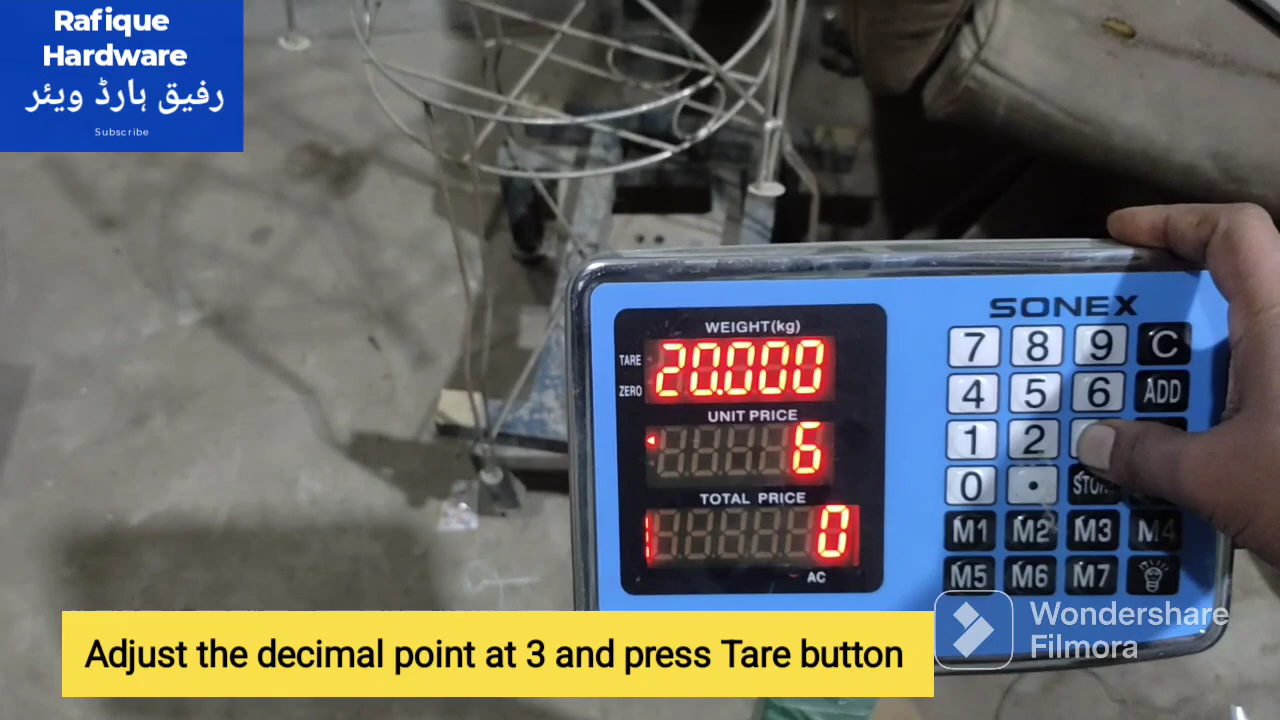 Rafique
Hardware
رفیق ہارڈ ویئر
Subscribe
SONEX
WEIGHT(kg)
TARE
ZERO
20.000
UNIT PRICE
6
TOTAL PRICE
0
AC
7 8 9 C
4 5 6 ADD
1 2
0 .
M1 M2 M3 M4
M5 M6 M7
Wondershare
Filmora
Adjust the decimal point at 3 and press Tare button